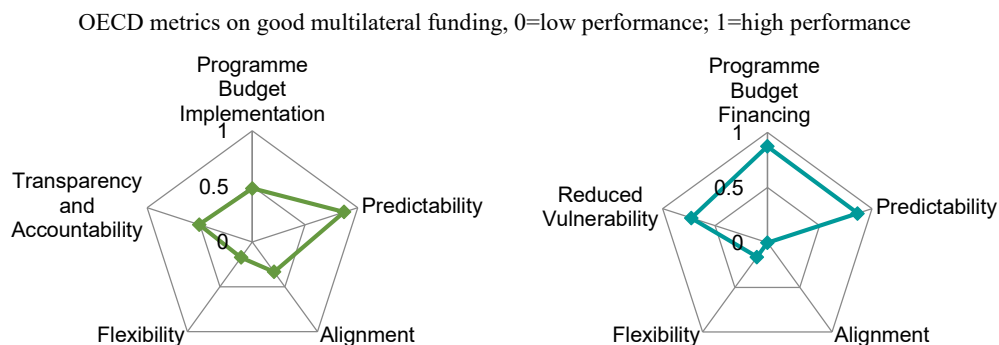 OECD metrics on good multilateral funding, 0=low performance; 1=high performance
Programme
Budget
Implementation
1
0.5
0
Predictability
Alignment
Flexibility
Transparency
and
Accountability
Programme
Budget
Financing
1
0.5
0
Predictability
Alignment
Flexibility
Reduced
Vulnerability